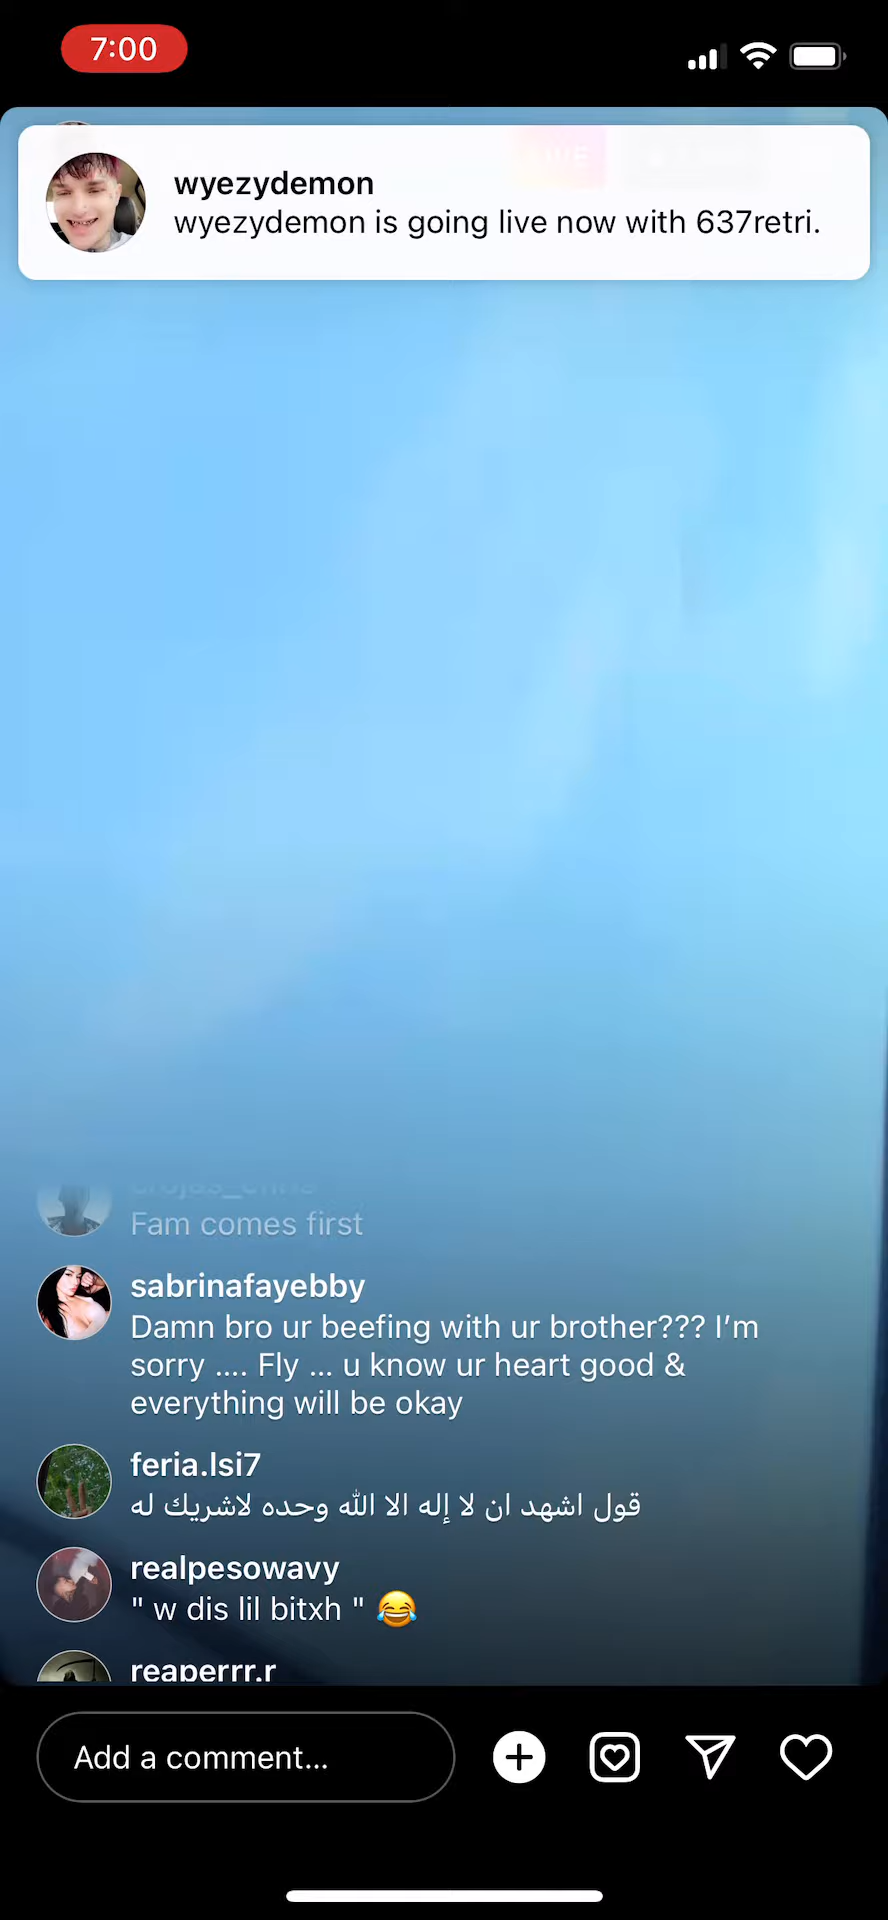 7:00
wyezydemon
wyezydemon is going live now with 637retri.
Fam comes first
sabrinafayebby
Damn bro ur beefing with ur brother??? I'm
sorry .... Fly ... u know ur heart good &
everything will be okay
feria.lsi7
قول اشهد ان لا إله الا الله وحده لاشريك له
realpesowavy
" w dis lil bitxh " 😂
reaperrr.r
Add a comment...